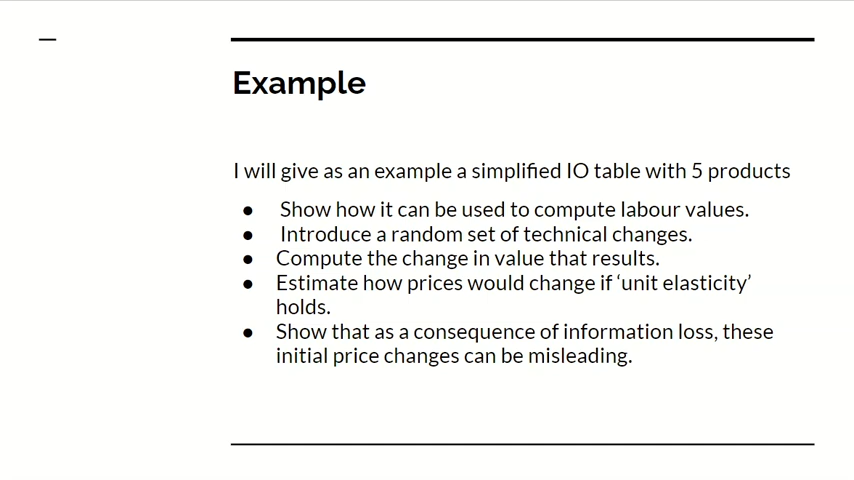 Example
I will give as an example a simplified IO table with 5 products
● Show how it can be used to compute labour values.
● Introduce a random set of technical changes.
● Compute the change in value that results.
● Estimate how prices would change if ‘unit elasticity’
holds.
● Show that as a consequence of information loss, these
initial price changes can be misleading.